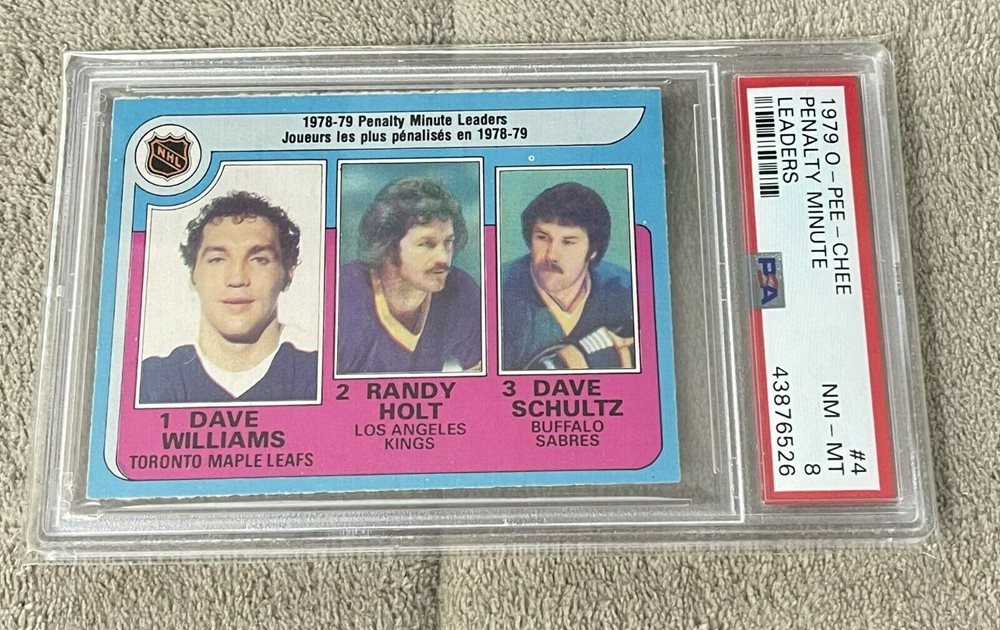 1978-79 Penalty Minute Leaders
Joueurs les plus pénalisés en 1978-79
NHL
1 DAVE
WILLIAMS
TORONTO MAPLE LEAFS
2 RANDY
HOLT
LOS ANGELES
KINGS
3 DAVE
SCHULTZ
BUFFALO
SABRES
1979 O-PEE-CHEE #4
PENALTY MINUTE NM-MT
LEADERS 8
43876526
PSA